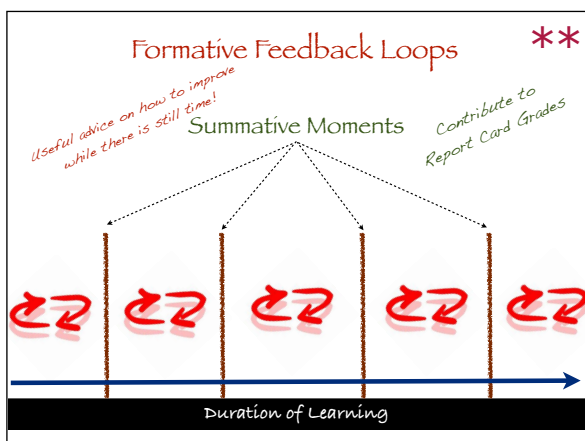 Formative Feedback Loops
**
Useful advice on how to improve
while there is still time!
Summative Moments
Contribute to
Report Card Grades
Duration of Learning